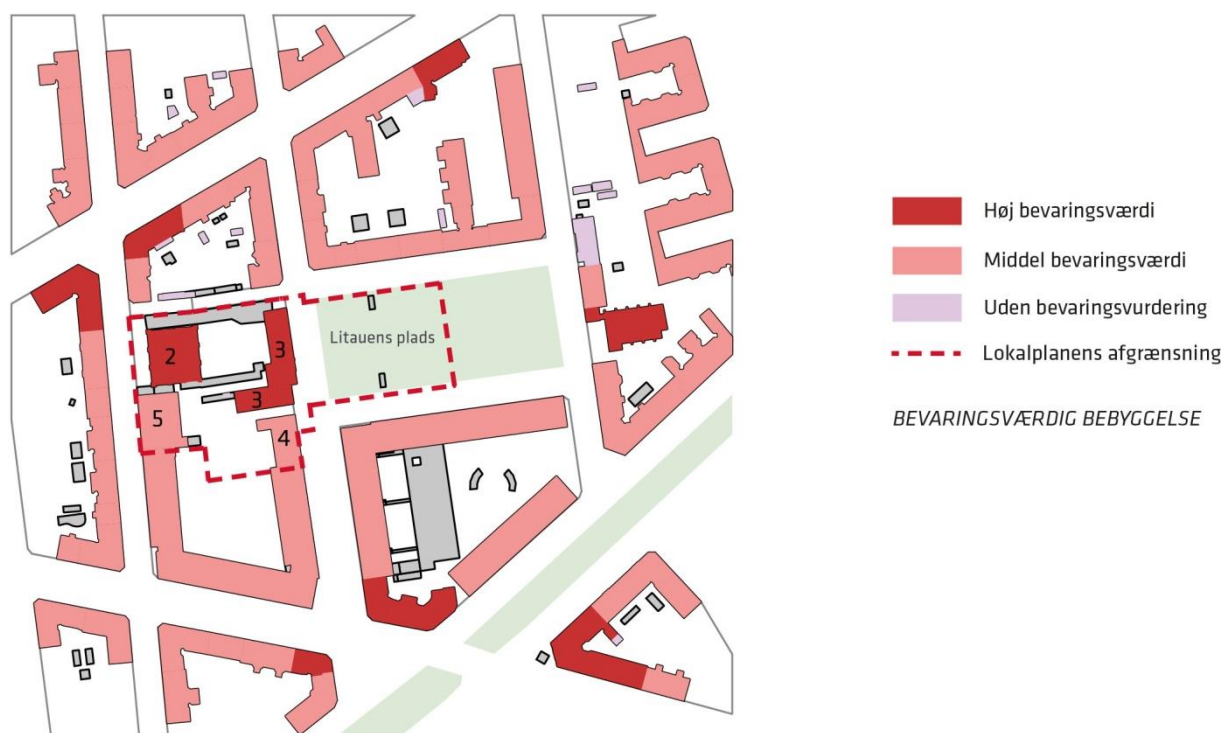 Høj bevaringsværdi
Middel bevaringsværdi
Uden bevaringsvurdering
Lokalplanens afgrænsning
BEVARINGSVÆRDIG BEBYGGELSE
Litauens plads
2
3
3
5
4